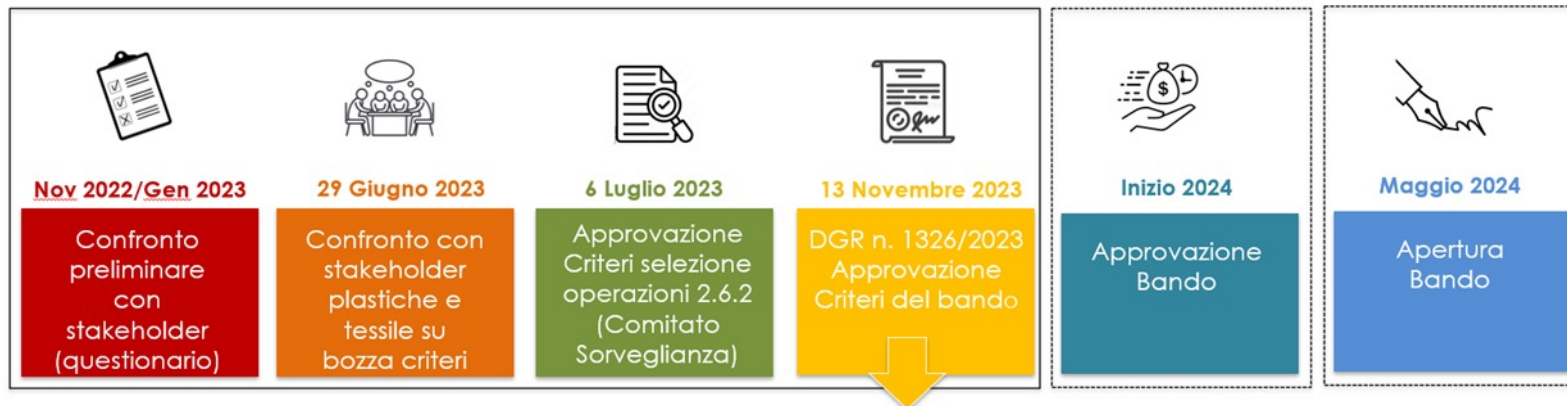 Nov 2022/Gen 2023
Confronto
preliminare
con
stakeholder
(questionario)
29 Giugno 2023
Confronto con
stakeholder
plastiche e
tessile su
bozza criteri
6 Luglio 2023
Approvazione
Criteri selezione
operazioni 2.6.2
(Comitato
Sorveglianza)
13 Novembre 2023
DGR n. 1326/2023
Approvazione
Criteri del bando
Inizio 2024
Approvazione
Bando
Maggio 2024
Apertura
Bando